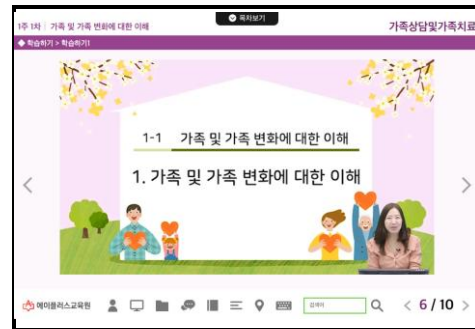 1주 1차 | 가족 및 가족 변화에 대한 이해
목차보기
가족상담및가족치료
◆ 학습하기 > 학습하기1
1-1 가족 및 가족 변화에 대한 이해
1. 가족 및 가족 변화에 대한 이해
에이플러스교육원
검색어
6 / 10